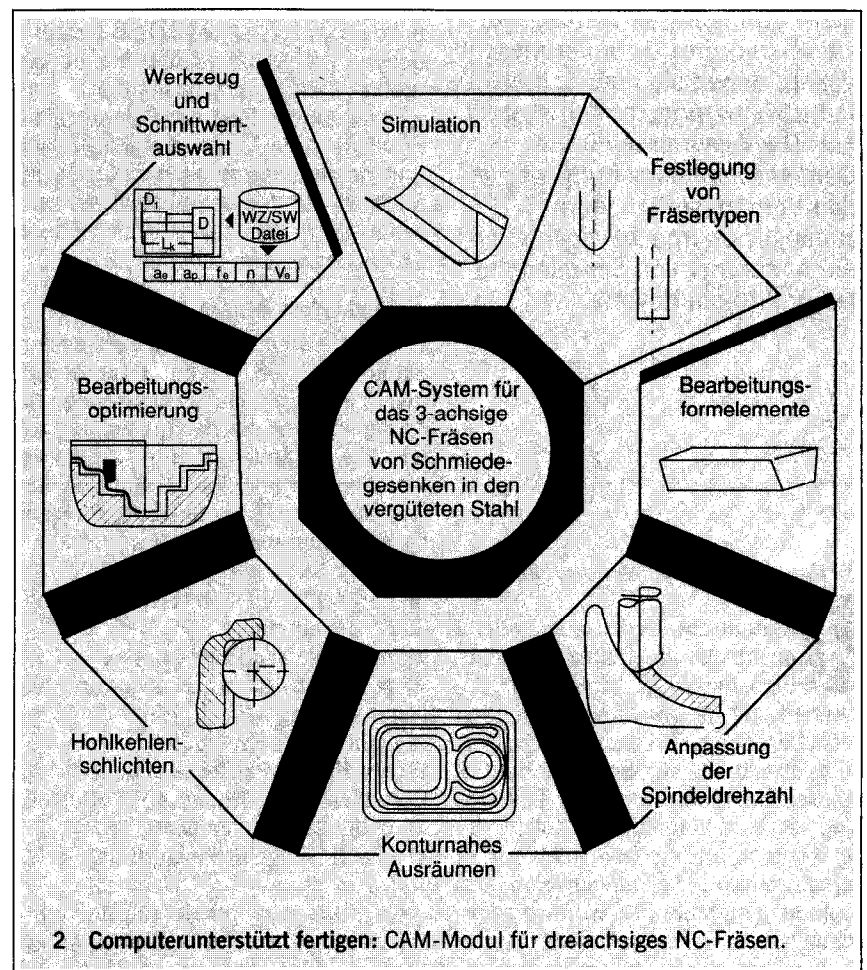 Werkzeug
und
Schnittwert-
auswahl
D₁
D
Lₖ
WZ/SW
Datei
aₑ aₚ fₑ n Vₑ
Simulation
Festlegung
von
Fräsertypen
Bearbeitungs-
optimierung
CAM-System für
das 3-achsige
NC-Fräsen
von Schmiede-
gesenken in den
vergüteten Stahl
Bearbeitungs-
formelemente
Hohlkehlen-
schlichten
Konturnahes
Ausräumen
Anpassung
der
Spindeldrehzahl
2 Computerunterstützt fertigen: CAM-Modul für dreiachsiges NC-Fräsen.